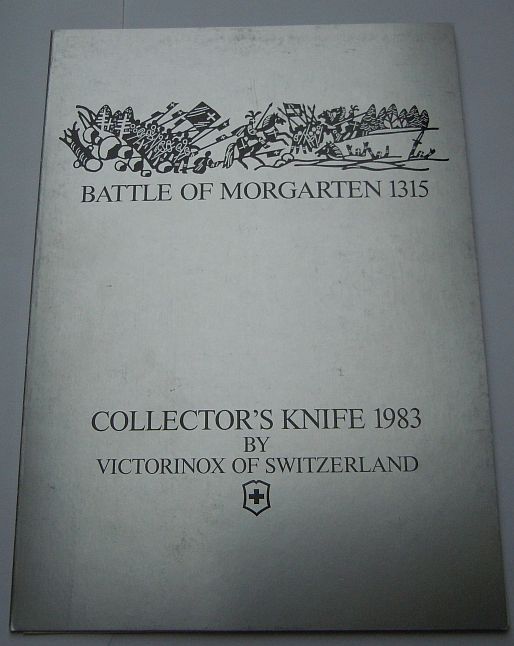 BATTLE OF MORGARTEN 1315
COLLECTOR'S KNIFE 1983
BY
VICTORINOX OF SWITZERLAND